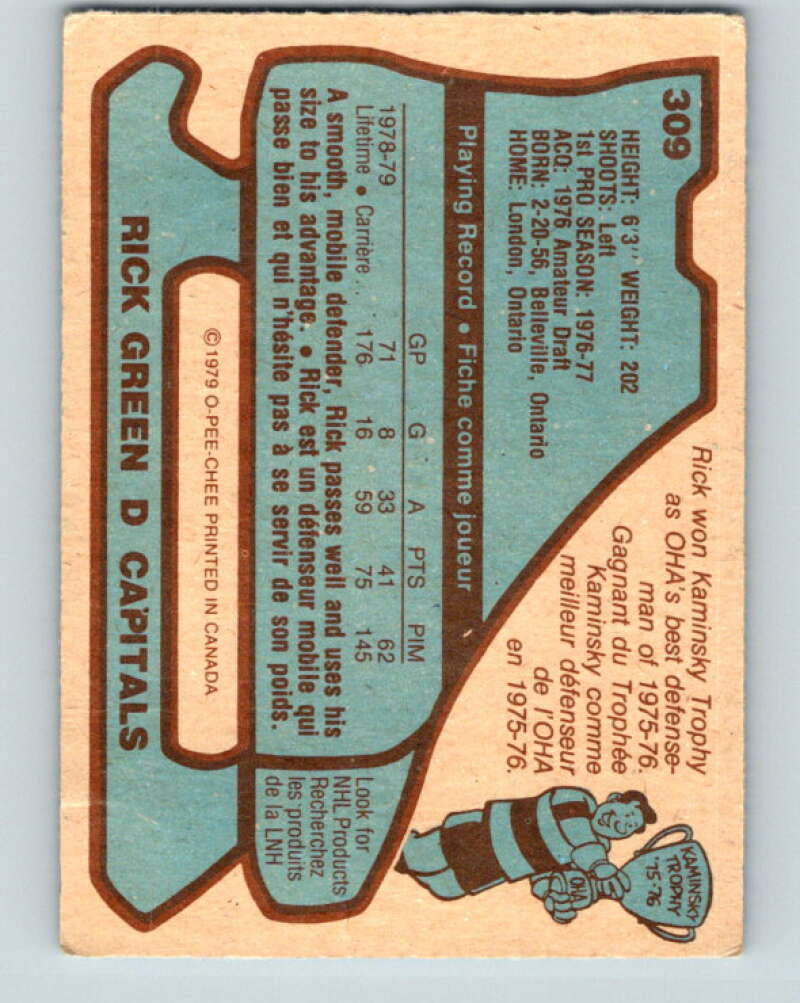 309
HEIGHT: 6'3" WEIGHT: 202
SHOOTS: Left
1st PRO SEASON: 1976-77
ACQ: 1976 Amateur Draft
BORN: 2-20-56, Belleville, Ontario
HOME: London, Ontario
Rick won Kaminsky Trophy
as OHA's best defense-
man of 1975-76.
Gagnant du Trophée
Kaminsky comme
meilleur défenseur
de l'OHA
en 1975-76.
KAMINSKY
TROPHY
'75-'76
OHA
Playing Record • Fiche comme joueur
GP G A PTS PIM
1978-79 71 8 33 41 62
Lifetime • Carrière... 176 16 59 75 145
A smooth, mobile defender, Rick passes well and uses his
size to his advantage. • Rick est un défenseur mobile qui
passe bien et qui n'hésite pas à se servir de son poids.
Look for
NHL Products
Recherchez
les produits
de la LNH
© 1979 O-PEE-CHEE PRINTED IN CANADA
RICK GREEN D CAPITALS